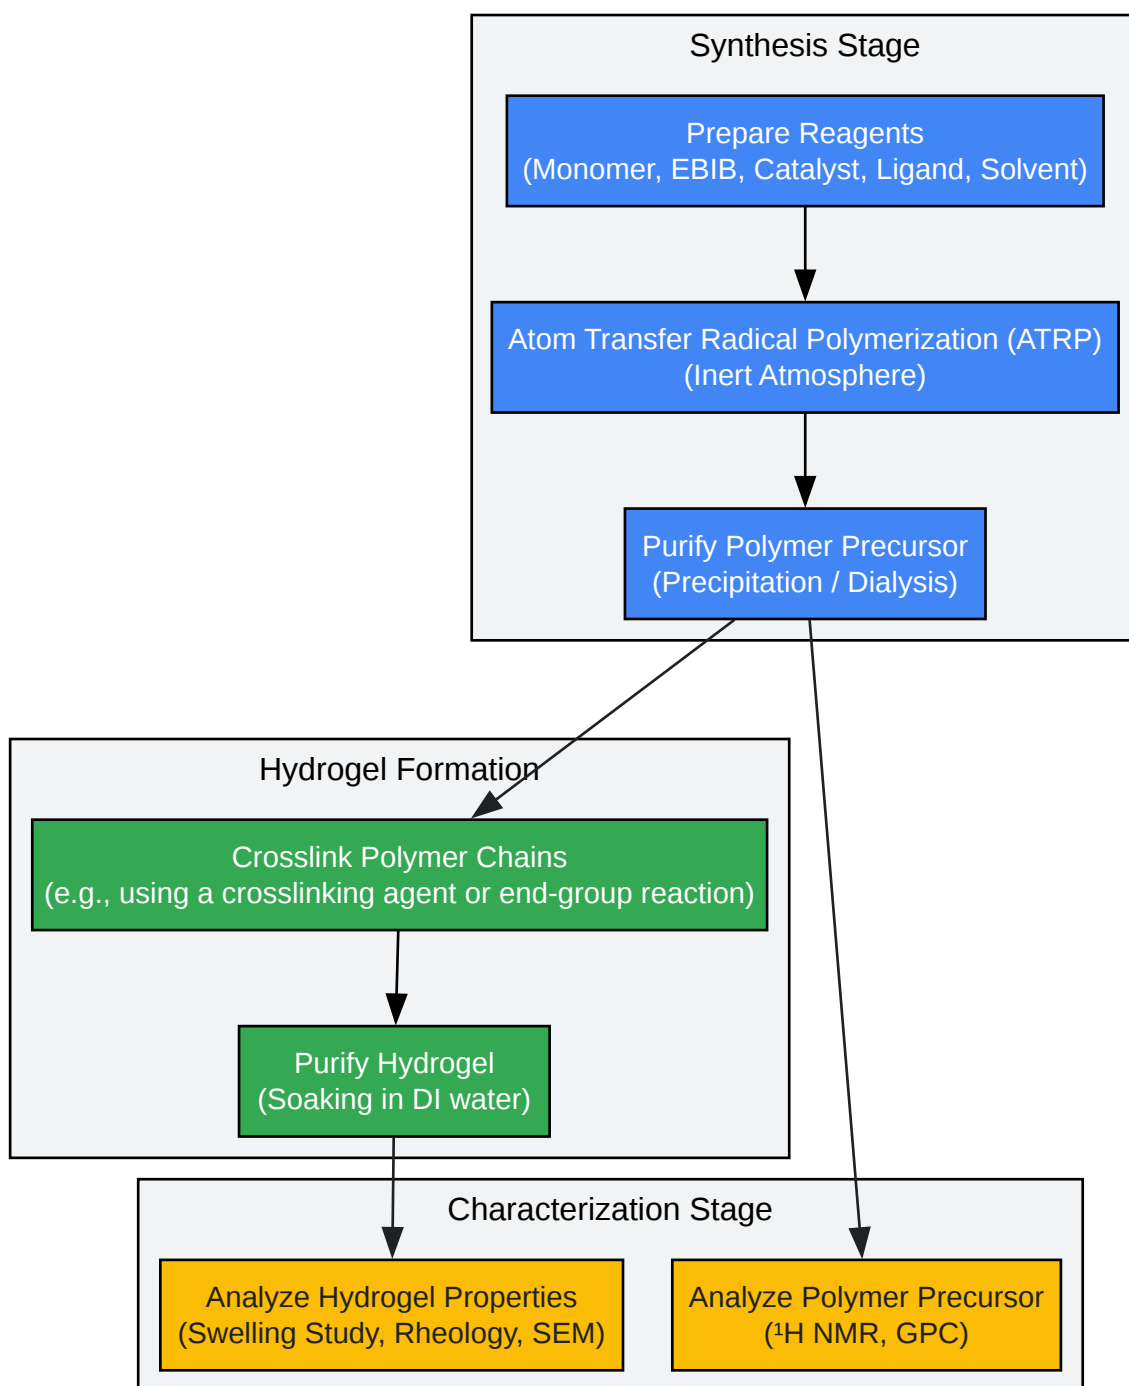 Synthesis Stage
Prepare Reagents
(Monomer, EBIB, Catalyst, Ligand, Solvent)
Atom Transfer Radical Polymerization (ATRP)
(Inert Atmosphere)
Purify Polymer Precursor
(Precipitation / Dialysis)
Hydrogel Formation
Crosslink Polymer Chains
(e.g., using a crosslinking agent or end-group reaction)
Purify Hydrogel
(Soaking in DI water)
Characterization Stage
Analyze Hydrogel Properties
(Swelling Study, Rheology, SEM)
Analyze Polymer Precursor
(¹H NMR, GPC)